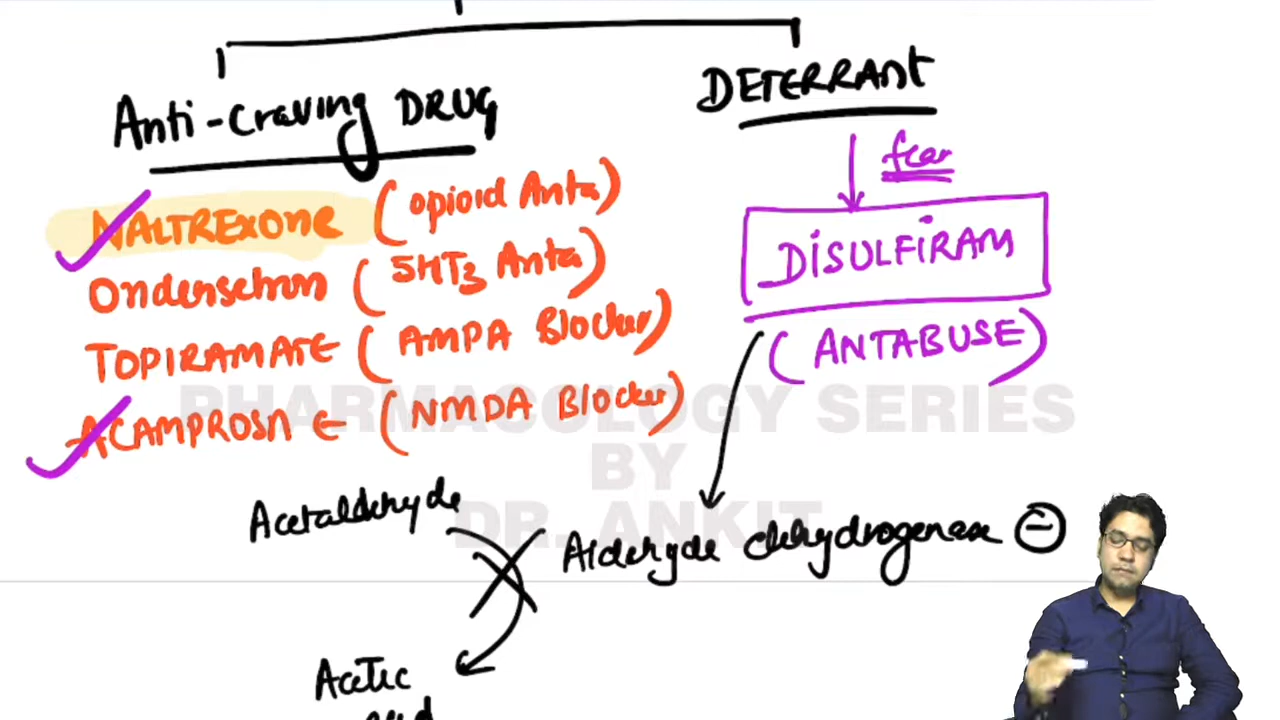 Anti-craving DRUG
DETERRANT
fear
NALTREXONE (opioid Anta)
Ondensetron (5HT3 Anta)
TOPIRAMATE (AMPA Blocker)
ACAMPROSATE (NMDA Blocker)
DISULFIRAM
(ANTABUSE)
PHARMACOLOGY SERIES
BY
DR. ANKIT
Acetaldehyde
Aldehyde dehydrogenase ⊖
Acetic
acid